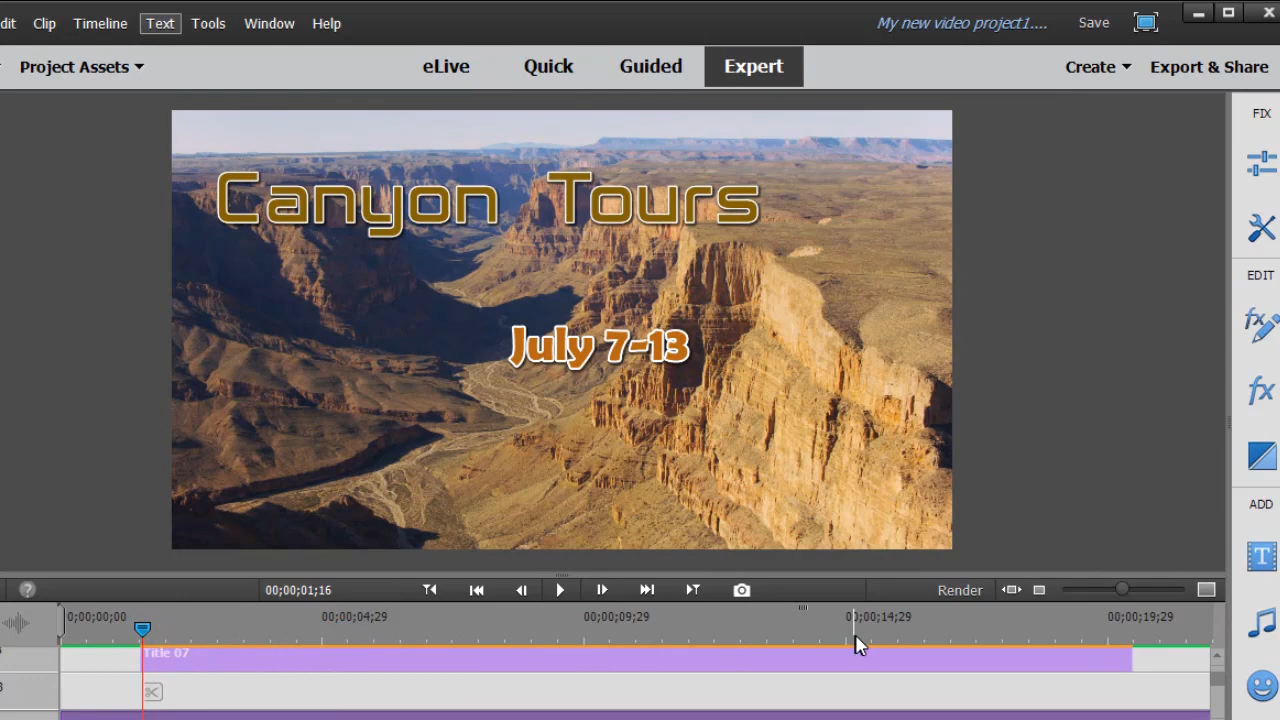 dit Clip Timeline Text Tools Window Help My new video project1.... Save
Project Assets eLive Quick Guided Expert Create Export & Share
FIX
Canyon Tours
EDIT
July 7-13
ADD
00;00;01;16 Render
0;00;00;00 00;00;04;29 00;00;09;29 00;00;14;29 00;00;19;29
Title 07